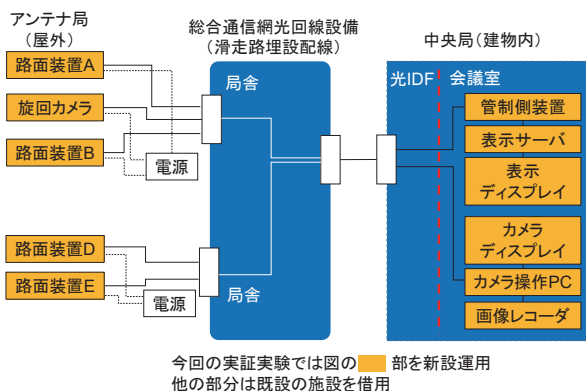 アンテナ局
（屋外）
路面装置A
旋回カメラ
路面装置B
電源
路面装置D
路面装置E
電源
総合通信網光回線設備
（滑走路埋設配線）
局舎
局舎
中央局（建物内）
光IDF
会議室
管制側装置
表示サーバ
表示
ディスプレイ
カメラ
ディスプレイ
カメラ操作PC
画像レコーダ
今回の実証実験では図の 部を新設運用
他の部分は既設の施設を借用